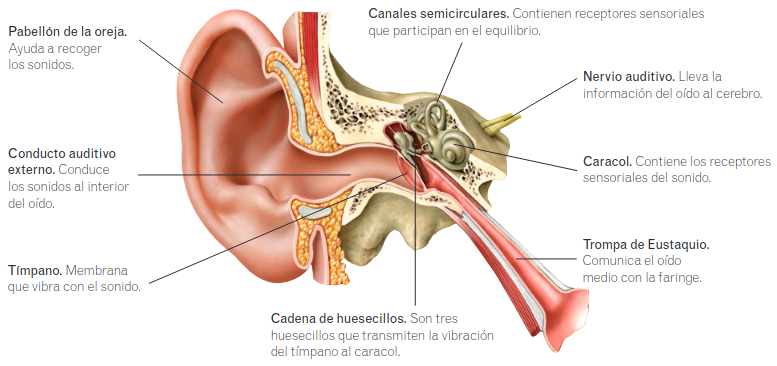 Canales semicirculares. Contienen receptores sensoriales
que participan en el equilibrio.
Pabellón de la oreja.
Ayuda a recoger
los sonidos.
Nervio auditivo. Lleva la
información del oído al cerebro.
Conducto auditivo
externo. Conduce
los sonidos al interior
del oído.
Caracol. Contiene los receptores
sensoriales del sonido.
Tímpano. Membrana
que vibra con el sonido.
Trompa de Eustaquio.
Comunica el oído
medio con la faringe.
Cadena de huesecillos. Son tres
huesecillos que transmiten la vibración
del tímpano al caracol.